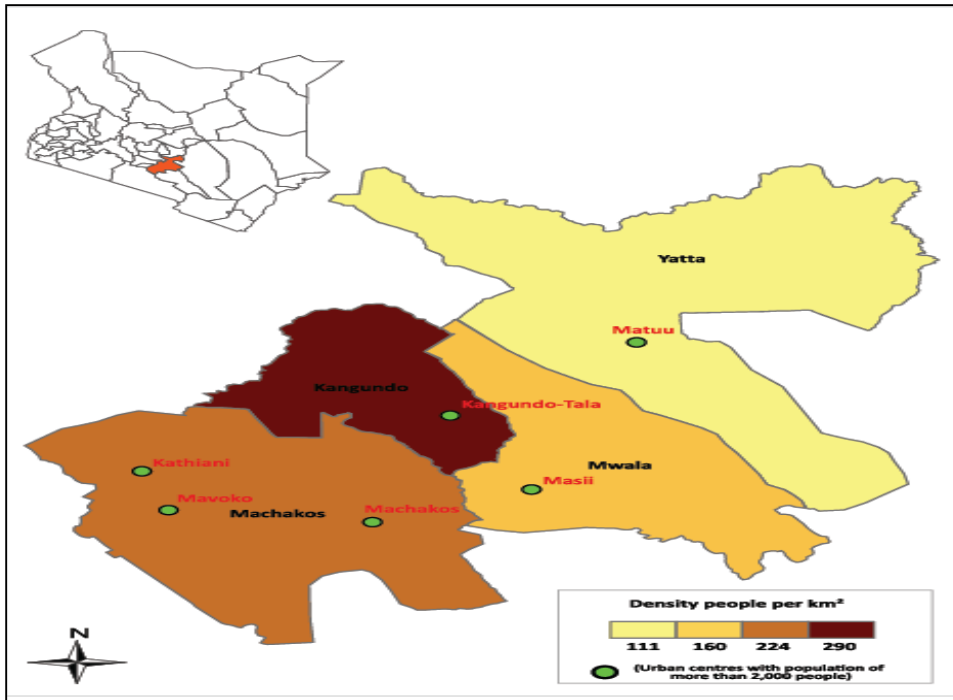 Yatta
Matuu
Kangundo
Kangundo-Tala
Mwala
Kathiani
Masii
Mavoko
Machakos
Machakos
Density people per km²
111 160 224 290
(Urban centres with population of
more than 2,000 people)
N